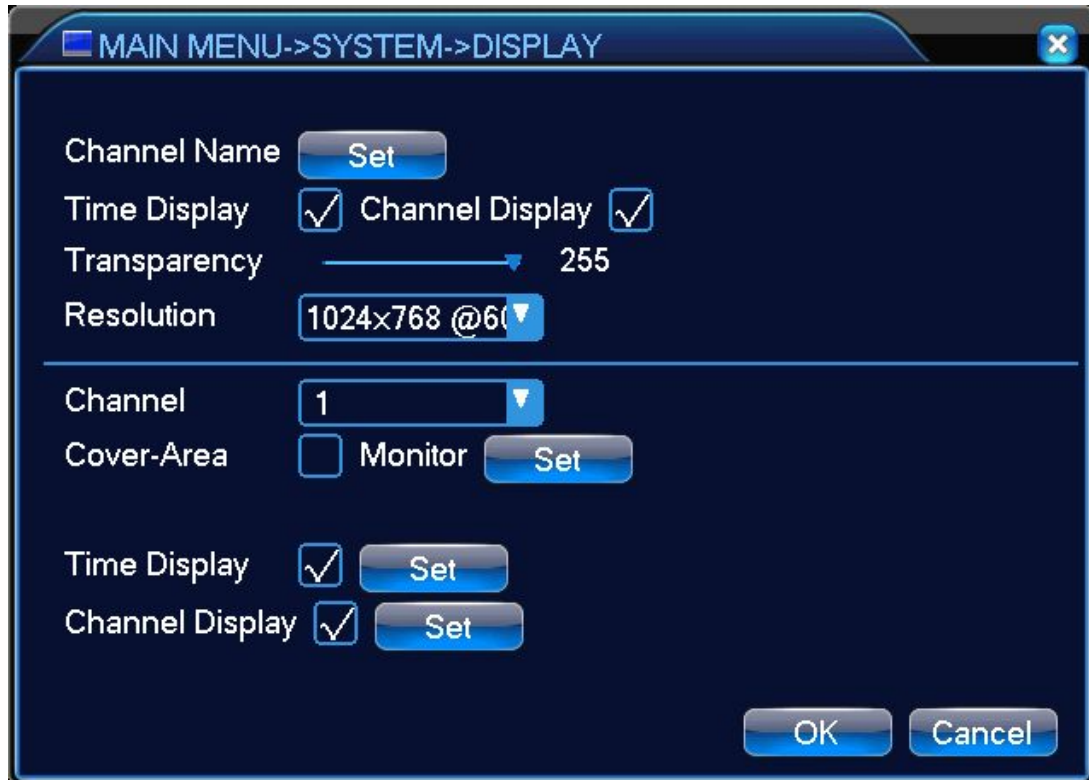 MAIN MENU->SYSTEM->DISPLAY
Channel Name Set
Time Display Channel Display
Transparency 255
Resolution 1024x768 @60
Channel 1
Cover-Area Monitor Set
Time Display Set
Channel Display Set
OK Cancel